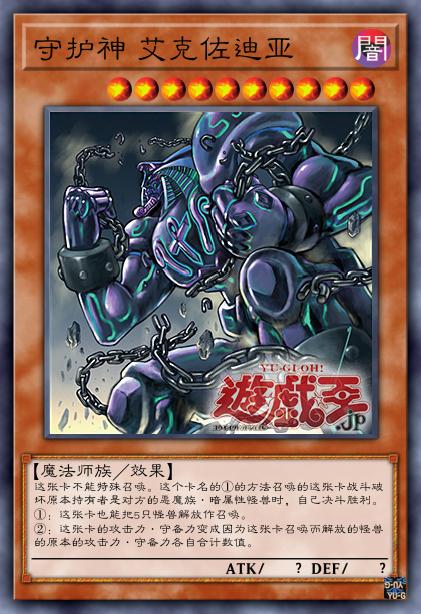 守护神 艾克佐迪亚
闇
YU-GI-OH!
遊戯王
.JP
【魔法师族／效果】
这张卡不能特殊召唤。这个卡名的①的方法召唤的这张卡战斗破
坏原本持有者是对方的恶魔族・暗属性怪兽时，自己决斗胜利。
①：这张卡也能把5只怪兽解放作召唤。
②：这张卡的攻击力・守备力变成因为这张卡召唤而解放的怪兽
的原本的攻击力・守备力各自合计数值。
ATK/ ? DEF/ ?